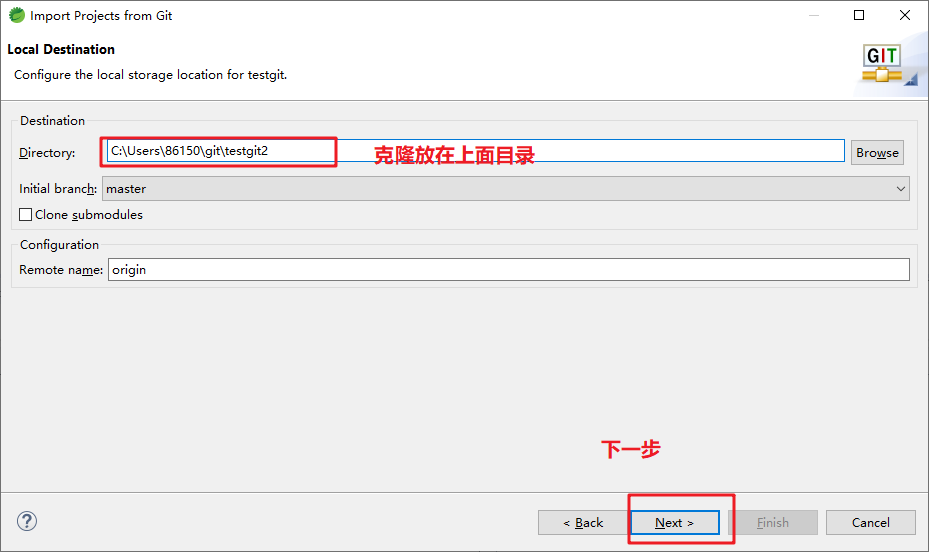 Import Projects from Git
Local Destination
Configure the local storage location for testgit.
GIT
Destination
Directory:
C:\Users\86150\git\testgit2
克隆放在上面目录
Browse
Initial branch:
master
Clone submodules
Configuration
Remote name:
origin
下一步
?
< Back
Next >
Finish
Cancel